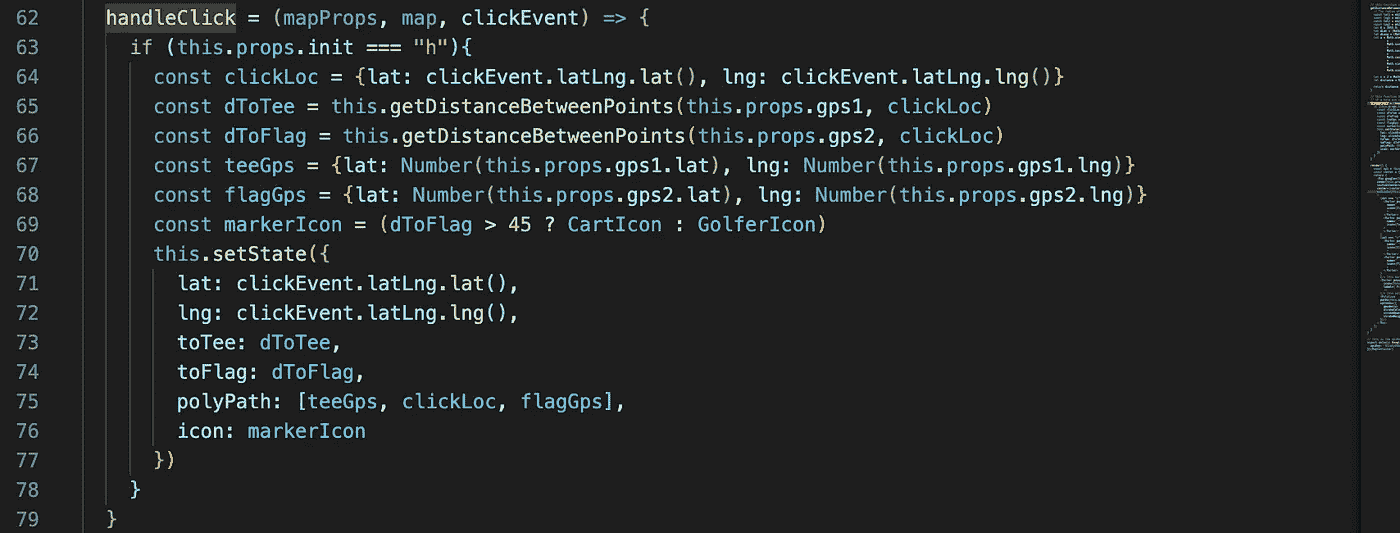 62 handleClick = (mapProps, map, clickEvent) => {
63 if (this.props.init === "h"){
64 const clickLoc = {lat: clickEvent.latLng.lat(), lng: clickEvent.latLng.lng()}
65 const dToTee = this.getDistanceBetweenPoints(this.props.gps1, clickLoc)
66 const dToFlag = this.getDistanceBetweenPoints(this.props.gps2, clickLoc)
67 const teeGps = {lat: Number(this.props.gps1.lat), lng: Number(this.props.gps1.lng)}
68 const flagGps = {lat: Number(this.props.gps2.lat), lng: Number(this.props.gps2.lng)}
69 const markerIcon = (dToFlag > 45 ? CartIcon : GolferIcon)
70 this.setState({
71 lat: clickEvent.latLng.lat(),
72 lng: clickEvent.latLng.lng(),
73 toTee: dToTee,
74 toFlag: dToFlag,
75 polyPath: [teeGps, clickLoc, flagGps],
76 icon: markerIcon
77 })
78 }
79 }